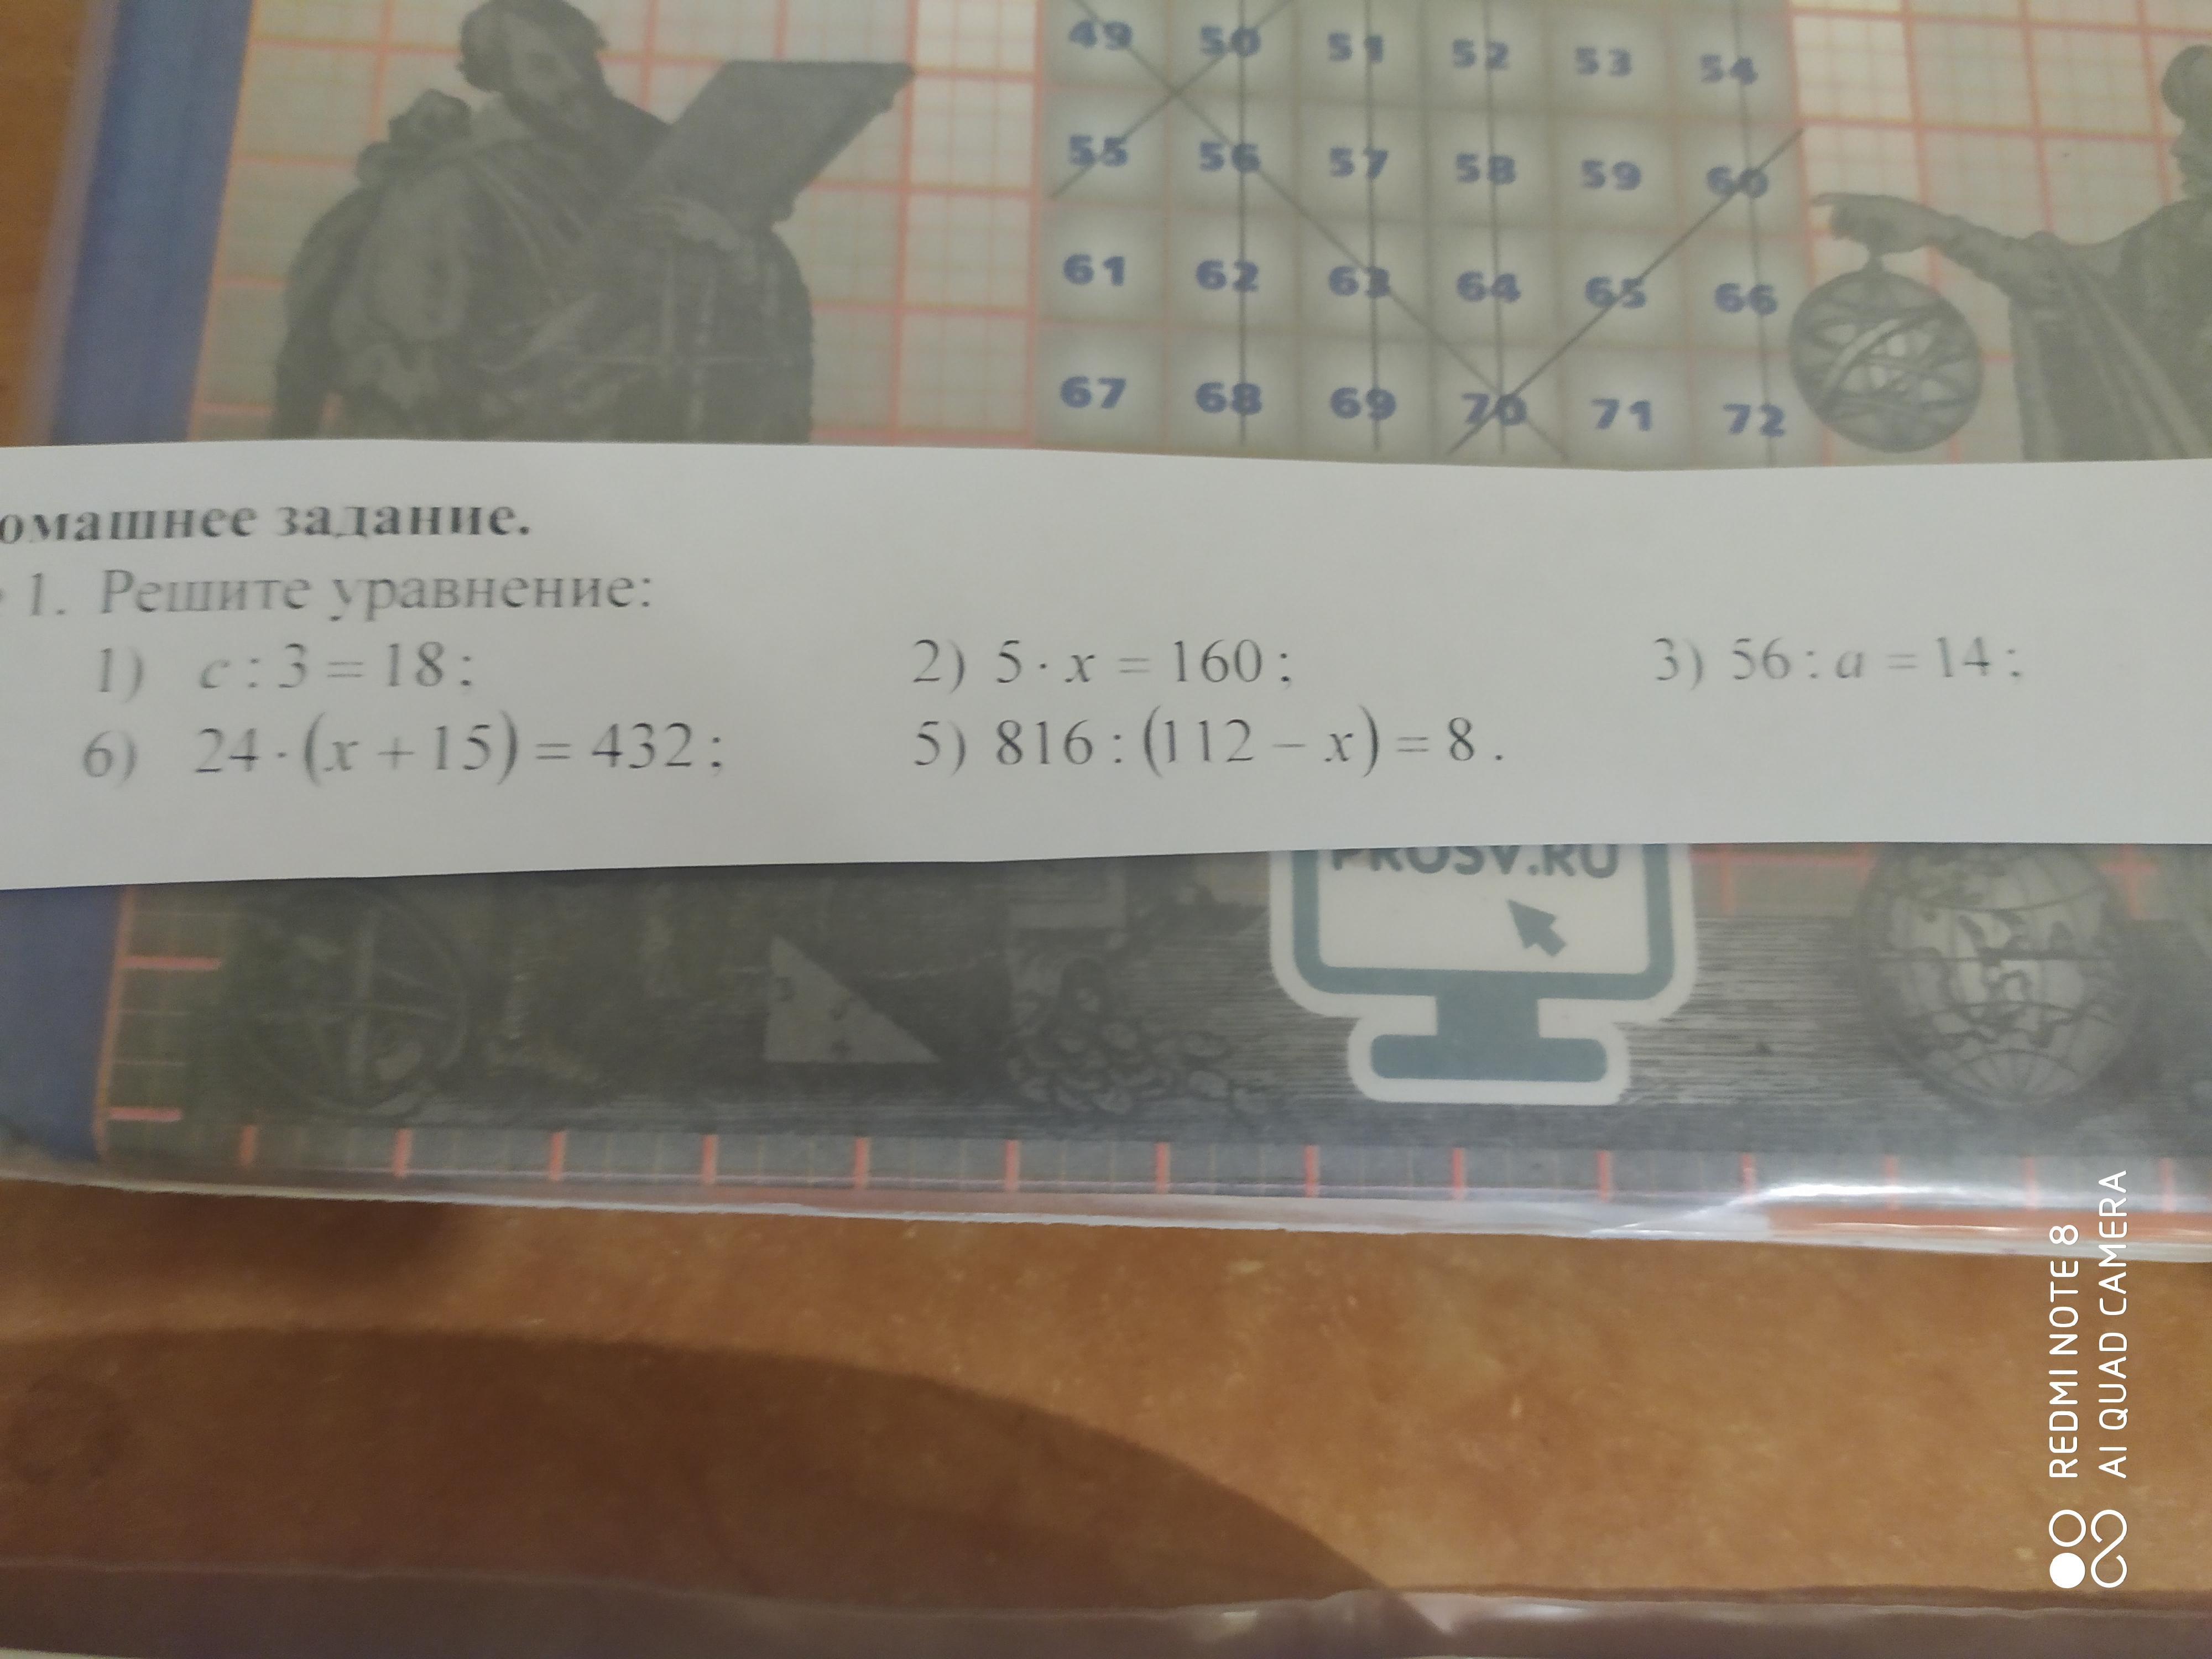 49 50 51 52 53 54
55 56 57 58 59 60
61 62 63 64 65 66
67 68 69 70 71 72
омашнее задание.
1. Решите уравнение:
1) c : 3 = 18 ; 2) 5 · x = 160 ; 3) 56 : a = 14 ;
6) 24 · (x + 15) = 432 ; 5) 816 : (112 − x) = 8 .
PROSV.RU
REDMI NOTE 8
AI QUAD CAMERA